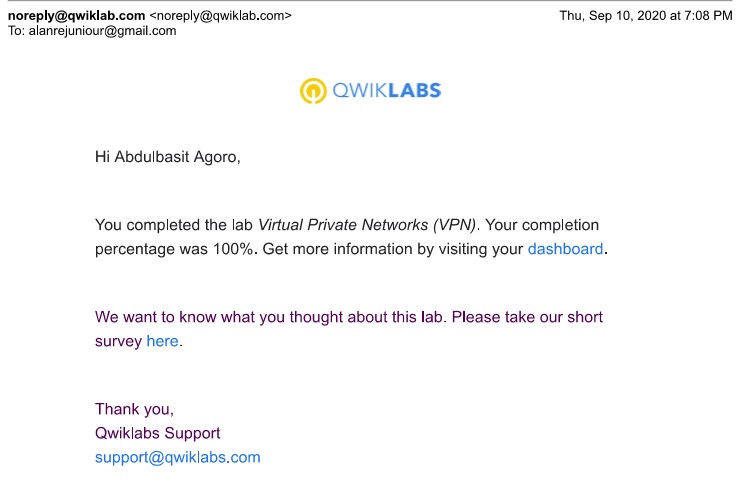 noreply@qwiklab.com <noreply@qwiklab.com> Thu, Sep 10, 2020 at 7:08 PM
To: alanrejuniour@gmail.com
QWIKLABS
Hi Abdulbasit Agoro,
You completed the lab Virtual Private Networks (VPN). Your completion
percentage was 100%. Get more information by visiting your dashboard.
We want to know what you thought about this lab. Please take our short
survey here.
Thank you,
Qwiklabs Support
support@qwiklabs.com